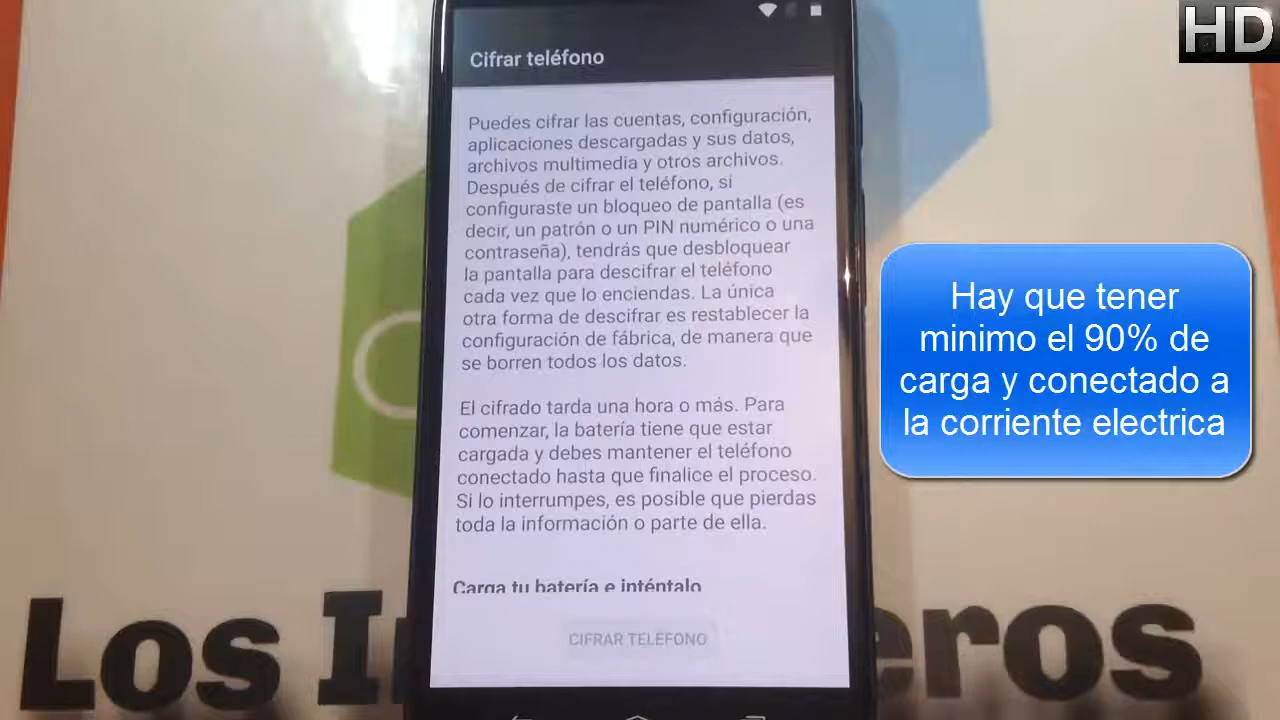 HD
Cifrar teléfono
Puedes cifrar las cuentas, configuración,
aplicaciones descargadas y sus datos,
archivos multimedia y otros archivos.
Después de cifrar el teléfono, si
configuraste un bloqueo de pantalla (es
decir, un patrón o un PIN numérico o una
contraseña), tendrás que desbloquear
la pantalla para descifrar el teléfono
cada vez que lo enciendas. La única
otra forma de descifrar es restablecer la
configuración de fábrica, de manera que
se borren todos los datos.
El cifrado tarda una hora o más. Para
comenzar, la batería tiene que estar
cargada y debes mantener el teléfono
conectado hasta que finalice el proceso.
Si lo interrumpes, es posible que pierdas
toda la información o parte de ella.
Carga tu batería e inténtalo
CIFRAR TELÉFONO
Hay que tener
minimo el 90% de
carga y conectado a
la corriente electrica
Los